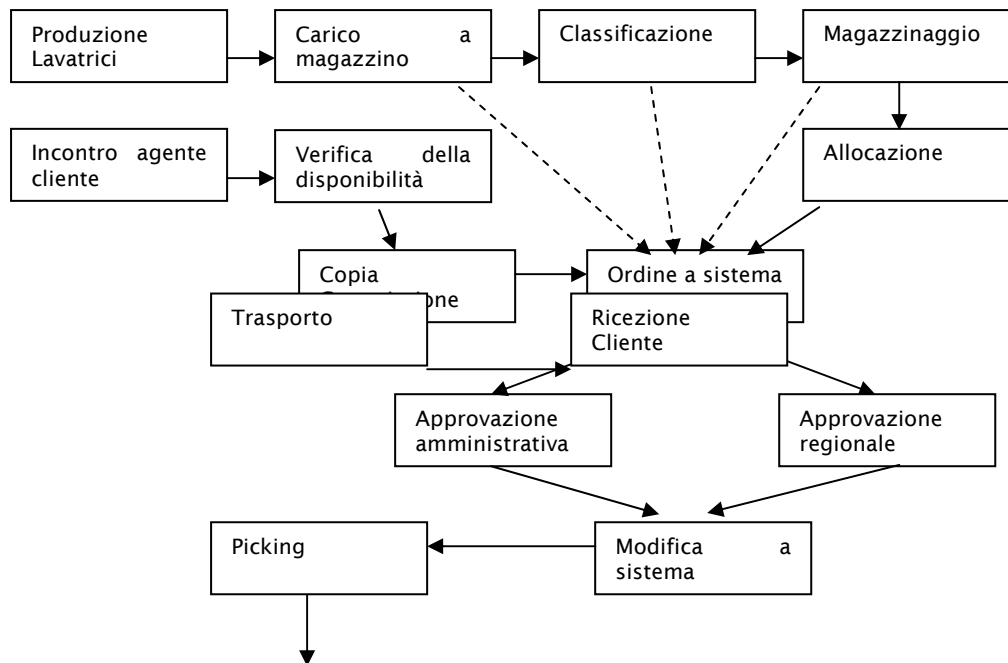 Produzione
Lavatrici
Carico a
magazzino
Classificazione
Magazzinaggio
Incontro agente
cliente
Verifica della
disponibilità
Allocazione
Copia
Ordine a sistema
Trasporto
Ricezione
Cliente
Approvazione
amministrativa
Approvazione
regionale
Picking
Modifica a
sistema